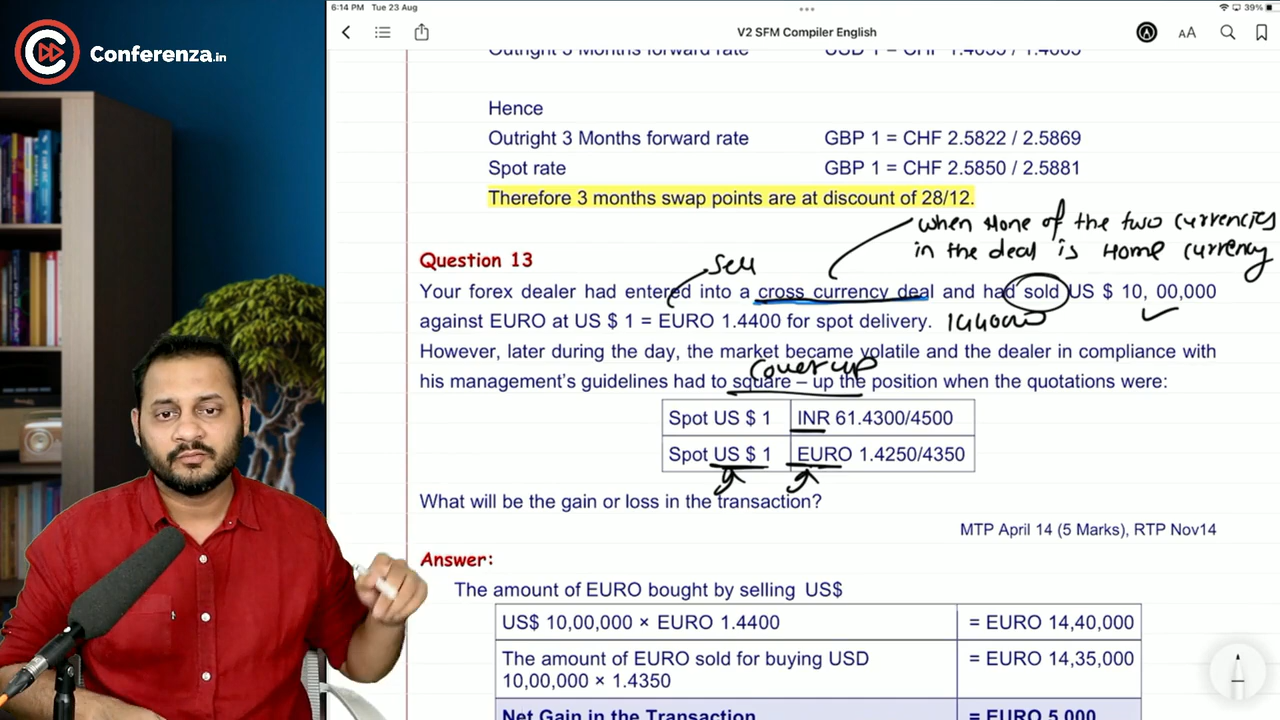 6:14 PM Tue 23 Aug
39%
Conferenza.in
V2 SFM Compiler English
AA
Outright 3 Months forward rate USD 1 = CHF
Hence
Outright 3 Months forward rate GBP 1 = CHF 2.5822 / 2.5869
Spot rate GBP 1 = CHF 2.5850 / 2.5881
Therefore 3 months swap points are at discount of 28/12.
when none of the two currencies
in the deal is Home currency
Question 13
sell
Your forex dealer had entered into a cross currency deal and had sold US $ 10, 00,000
against EURO at US $ 1 = EURO 1.4400 for spot delivery. 1440000
However, later during the day, the market became volatile and the dealer in compliance with
cover up
his management's guidelines had to square – up the position when the quotations were:
Spot US $ 1 INR 61.4300/4500
Spot US $ 1 EURO 1.4250/4350
What will be the gain or loss in the transaction?
MTP April 14 (5 Marks), RTP Nov14
Answer:
The amount of EURO bought by selling US$
US$ 10,00,000 × EURO 1.4400 = EURO 14,40,000
The amount of EURO sold for buying USD = EURO 14,35,000
10,00,000 × 1.4350
Net Gain in the Transaction = EURO 5,000